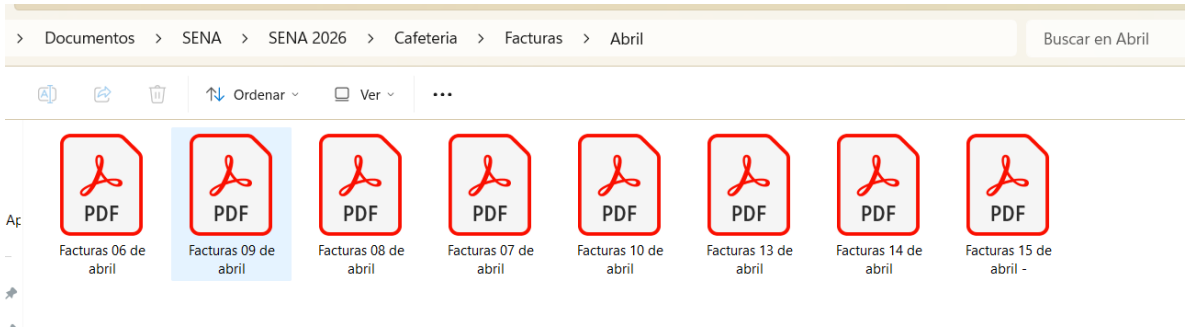 > Documentos > SENA > SENA 2026 > Cafeteria > Facturas > Abril
Buscar en Abril
A
Ordenar
Ver
PDF PDF PDF PDF PDF PDF PDF PDF
Ap
Facturas 06 de abril
Facturas 09 de abril
Facturas 08 de abril
Facturas 07 de abril
Facturas 10 de abril
Facturas 13 de abril
Facturas 14 de abril
Facturas 15 de abril -